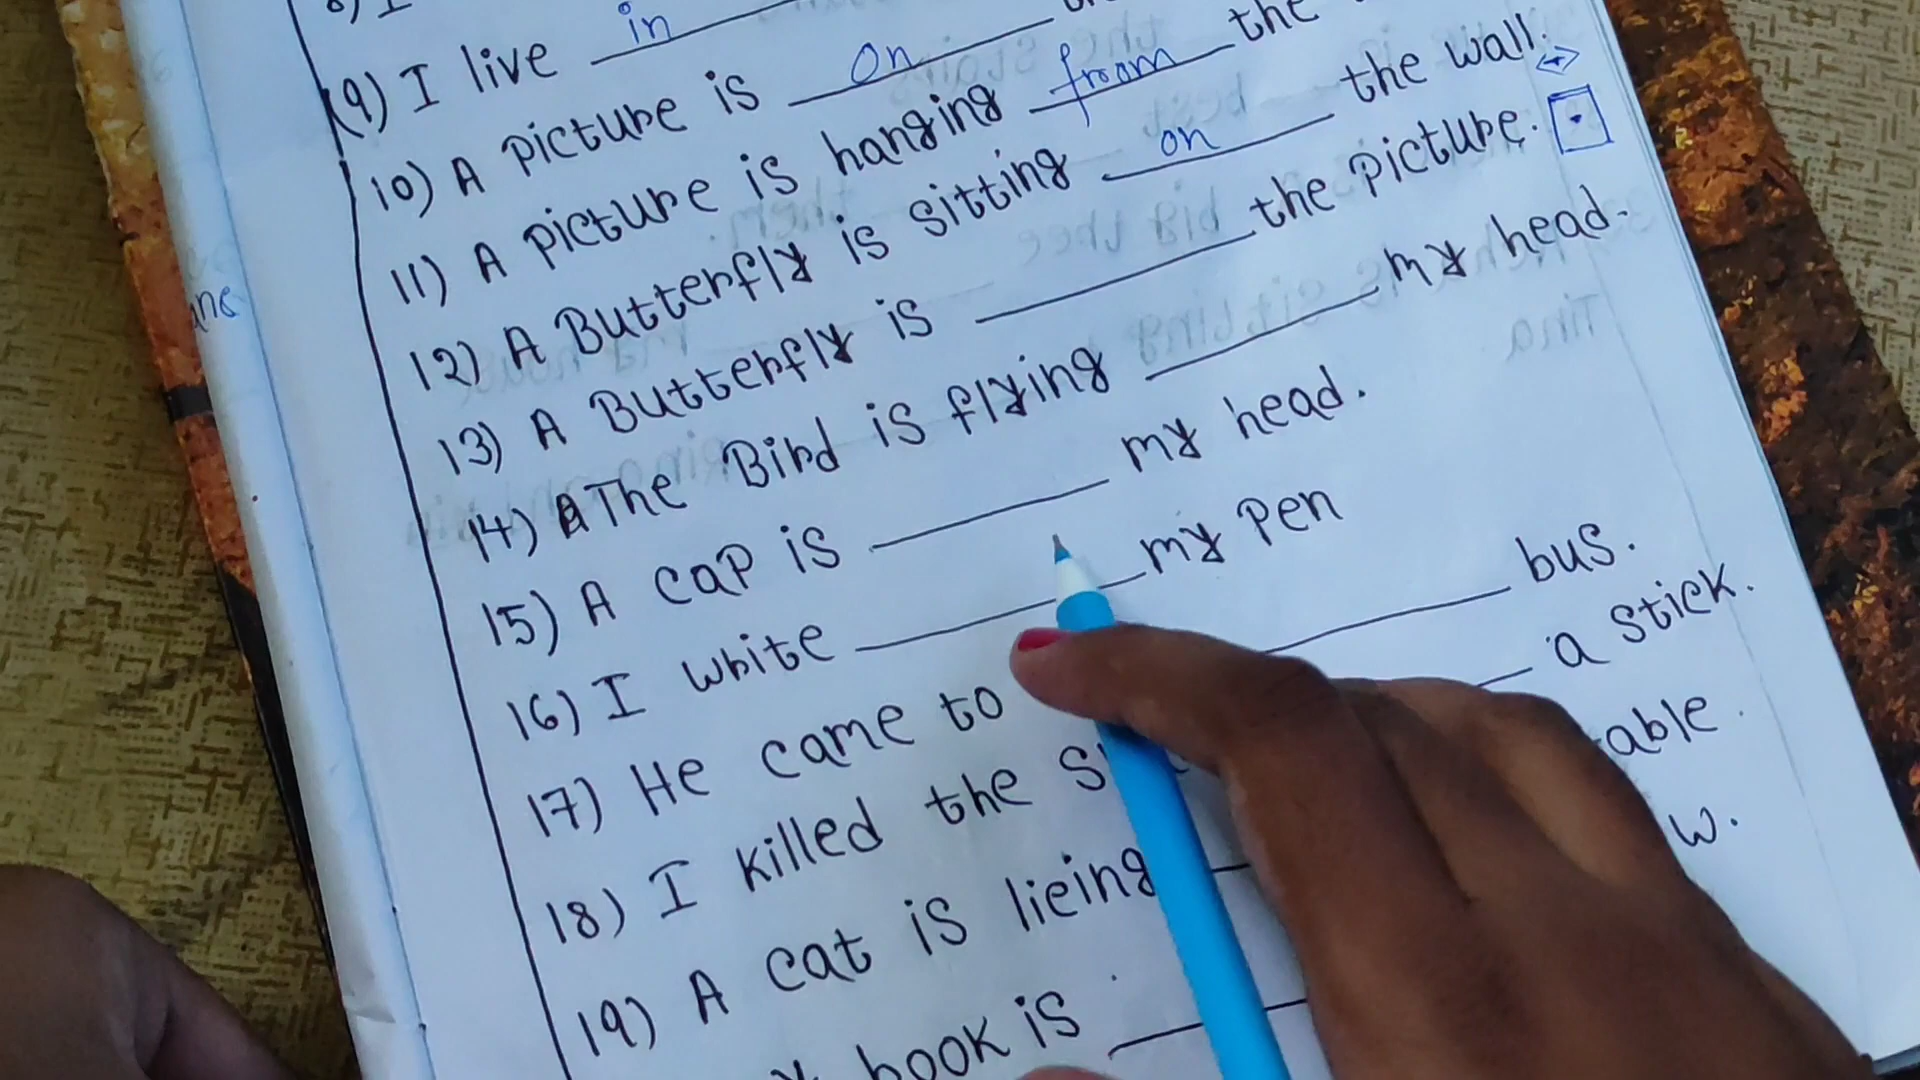 9) I live in
10) A picture is on
11) A picture is hanging from the
12) A Butterfly is sitting on the wall.
13) A Butterfly is the picture.
14) The Bird is flying my head.
15) A cap is my head.
16) I write my pen
17) He came to bus.
18) I killed the a stick.
19) A cat is lieing table.
book is w.